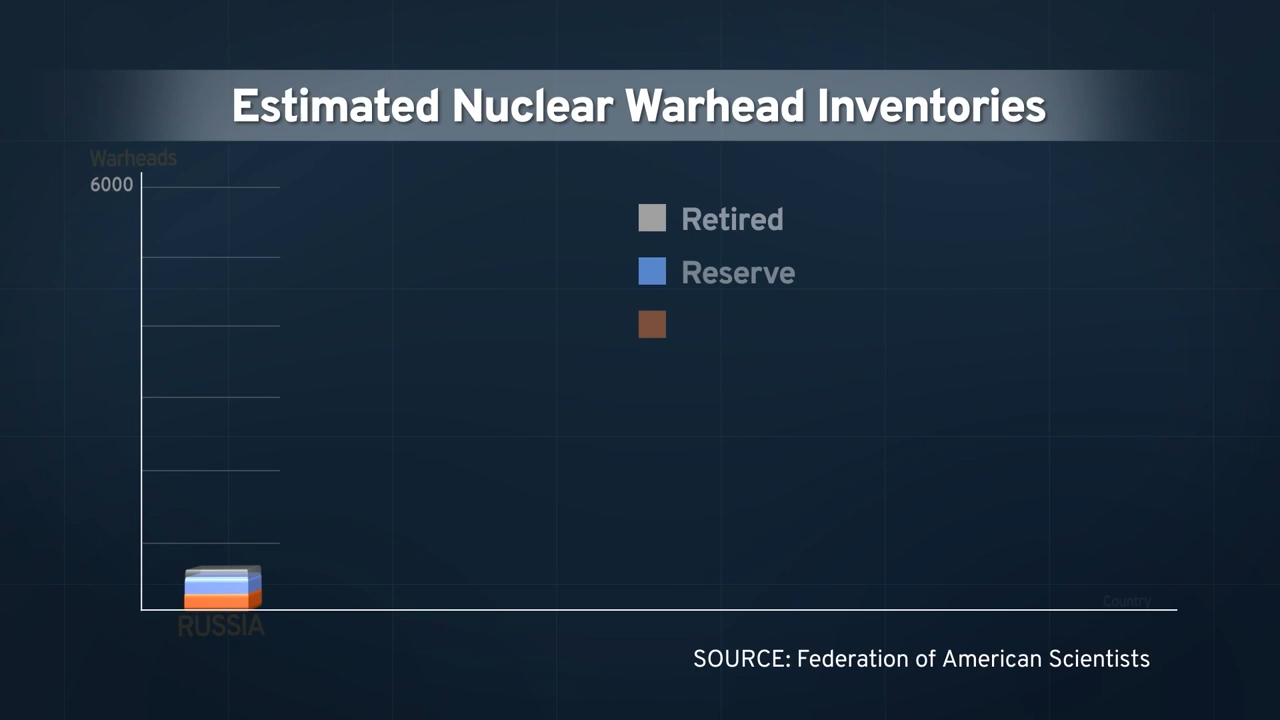 Estimated Nuclear Warhead Inventories
Warheads
6000
Retired
Reserve
Country
RUSSIA
SOURCE: Federation of American Scientists